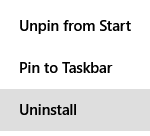 Unpin from Start
Pin to Taskbar
Uninstall